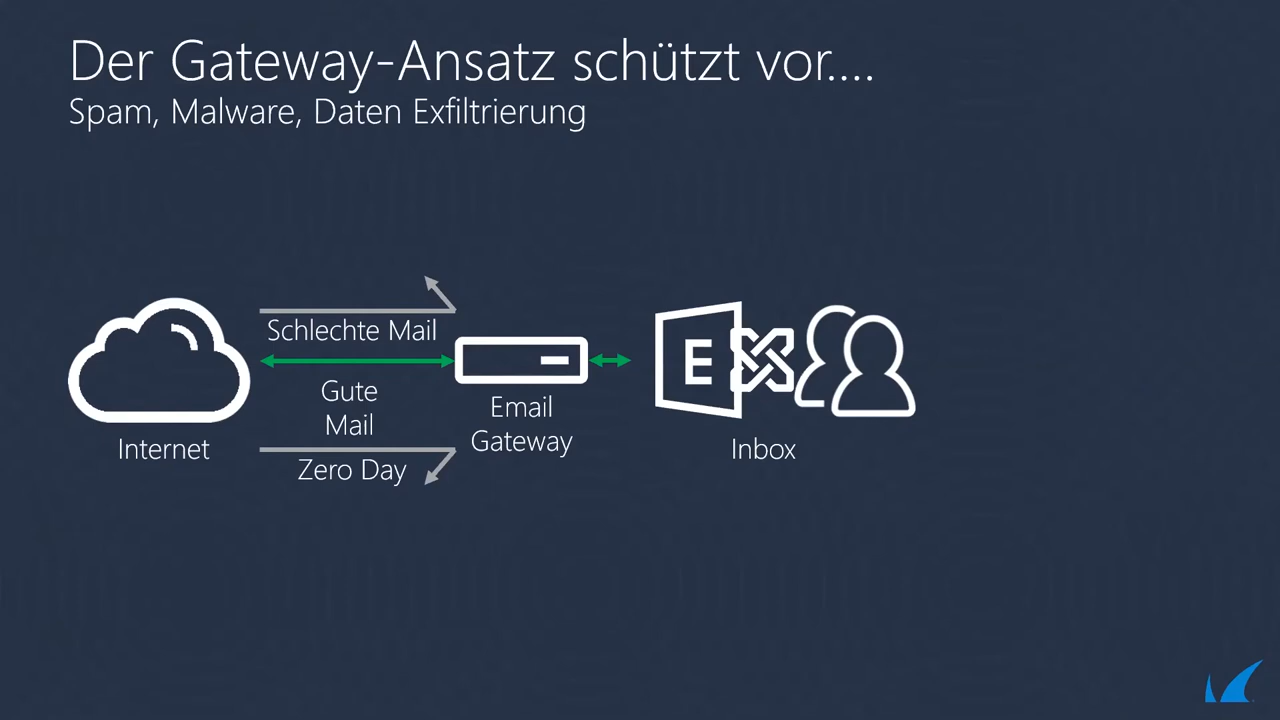 Der Gateway-Ansatz schützt vor....
Spam, Malware, Daten Exfiltrierung
Schlechte Mail
Gute
Mail
Zero Day
Internet
Email
Gateway
E
Inbox